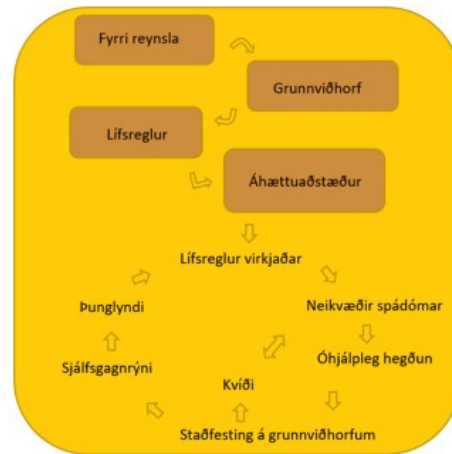 Fyrri reynsla
Grunnviðhorf
Lífsreglur
Áhættuaðstæður
Lífsreglur virkjaðar
Þunglyndi
Neikvæðir spádómar
Sjálfsgagnrýni
Óhjálpleg hegðun
Kvíði
Staðfesting á grunnviðhorfum